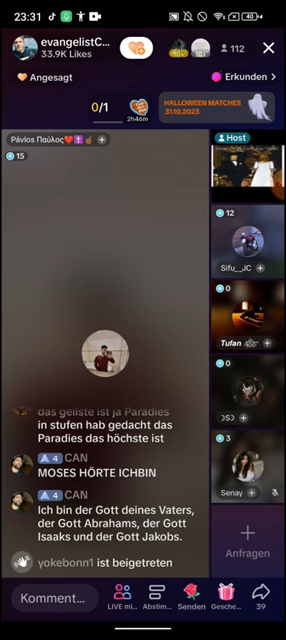 23:31
40
evangelistC...
33.9K Likes
10+
112
Angesagt
Erkunden
0/1
2h46m
HALLOWEEN MATCHES
31.10.2023
Pávlos Παύλος
15
Host
12
Sifu__JC
0
Tufan
0
3
Senay
Anfragen
das geilste ist ja Paradies
in stufen hab gedacht das
Paradies das höchste ist
4 CAN
MOSES HÖRTE ICHBIN
4 CAN
Ich bin der Gott deines Vaters,
der Gott Abrahams, der Gott
Isaaks und der Gott Jakobs.
yokebonn1 ist beigetreten
Komment...
LIVE mi...
Abstim...
Senden
Gesche...
39